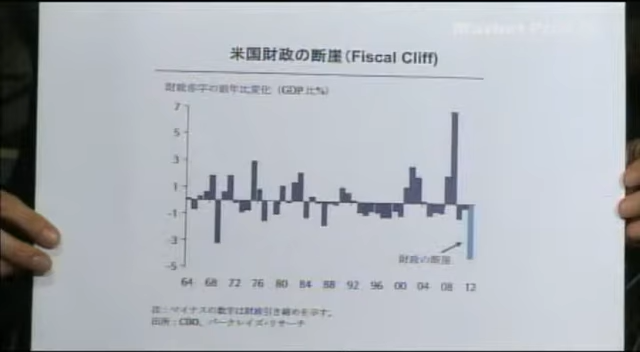 Market Plus
米国財政の断崖(Fiscal Cliff)
財政赤字の前年比変化 (GDP比%)
7
5
3
1
-1
-3
-5
財政の断崖
64 68 72 76 80 84 88 92 96 00 04 08 12
注:マイナスの数字は財政引き締めを示す。
出所:CBO、バークレイズ・リサーチ